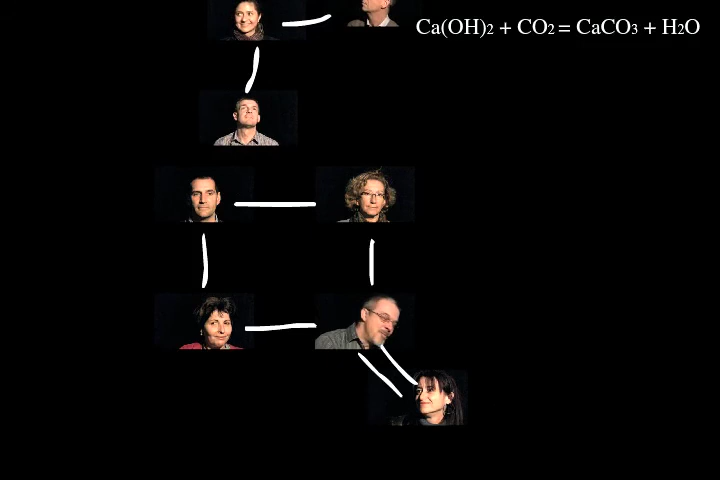 Ca(OH)2 + CO2 = CaCO3 + H2O